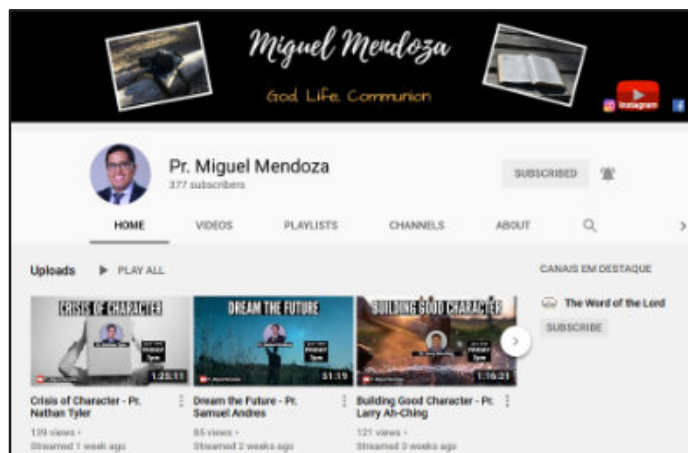 Miguel Mendoza
God, Life, Communion
Instagram
Pr. Miguel Mendoza
377 subscribers
SUBSCRIBED
HOME VIDEOS PLAYLISTS CHANNELS ABOUT
Uploads PLAY ALL
CANAIS EM DESTAQUE
CRISIS OF CHARACTER
1:25:11
DREAM THE FUTURE
51:19
BUILDING GOOD CHARACTER
1:16:21
The Word of the Lord
SUBSCRIBE
Crisis of Character - Pr.
Nathan Tyler
139 views •
Streamed 1 week ago
Dream the Future - Pr.
Samuel Andres
85 views •
Streamed 2 weeks ago
Building Good Character - Pr.
Larry Ah-Ching
121 views •
Streamed 3 weeks ago